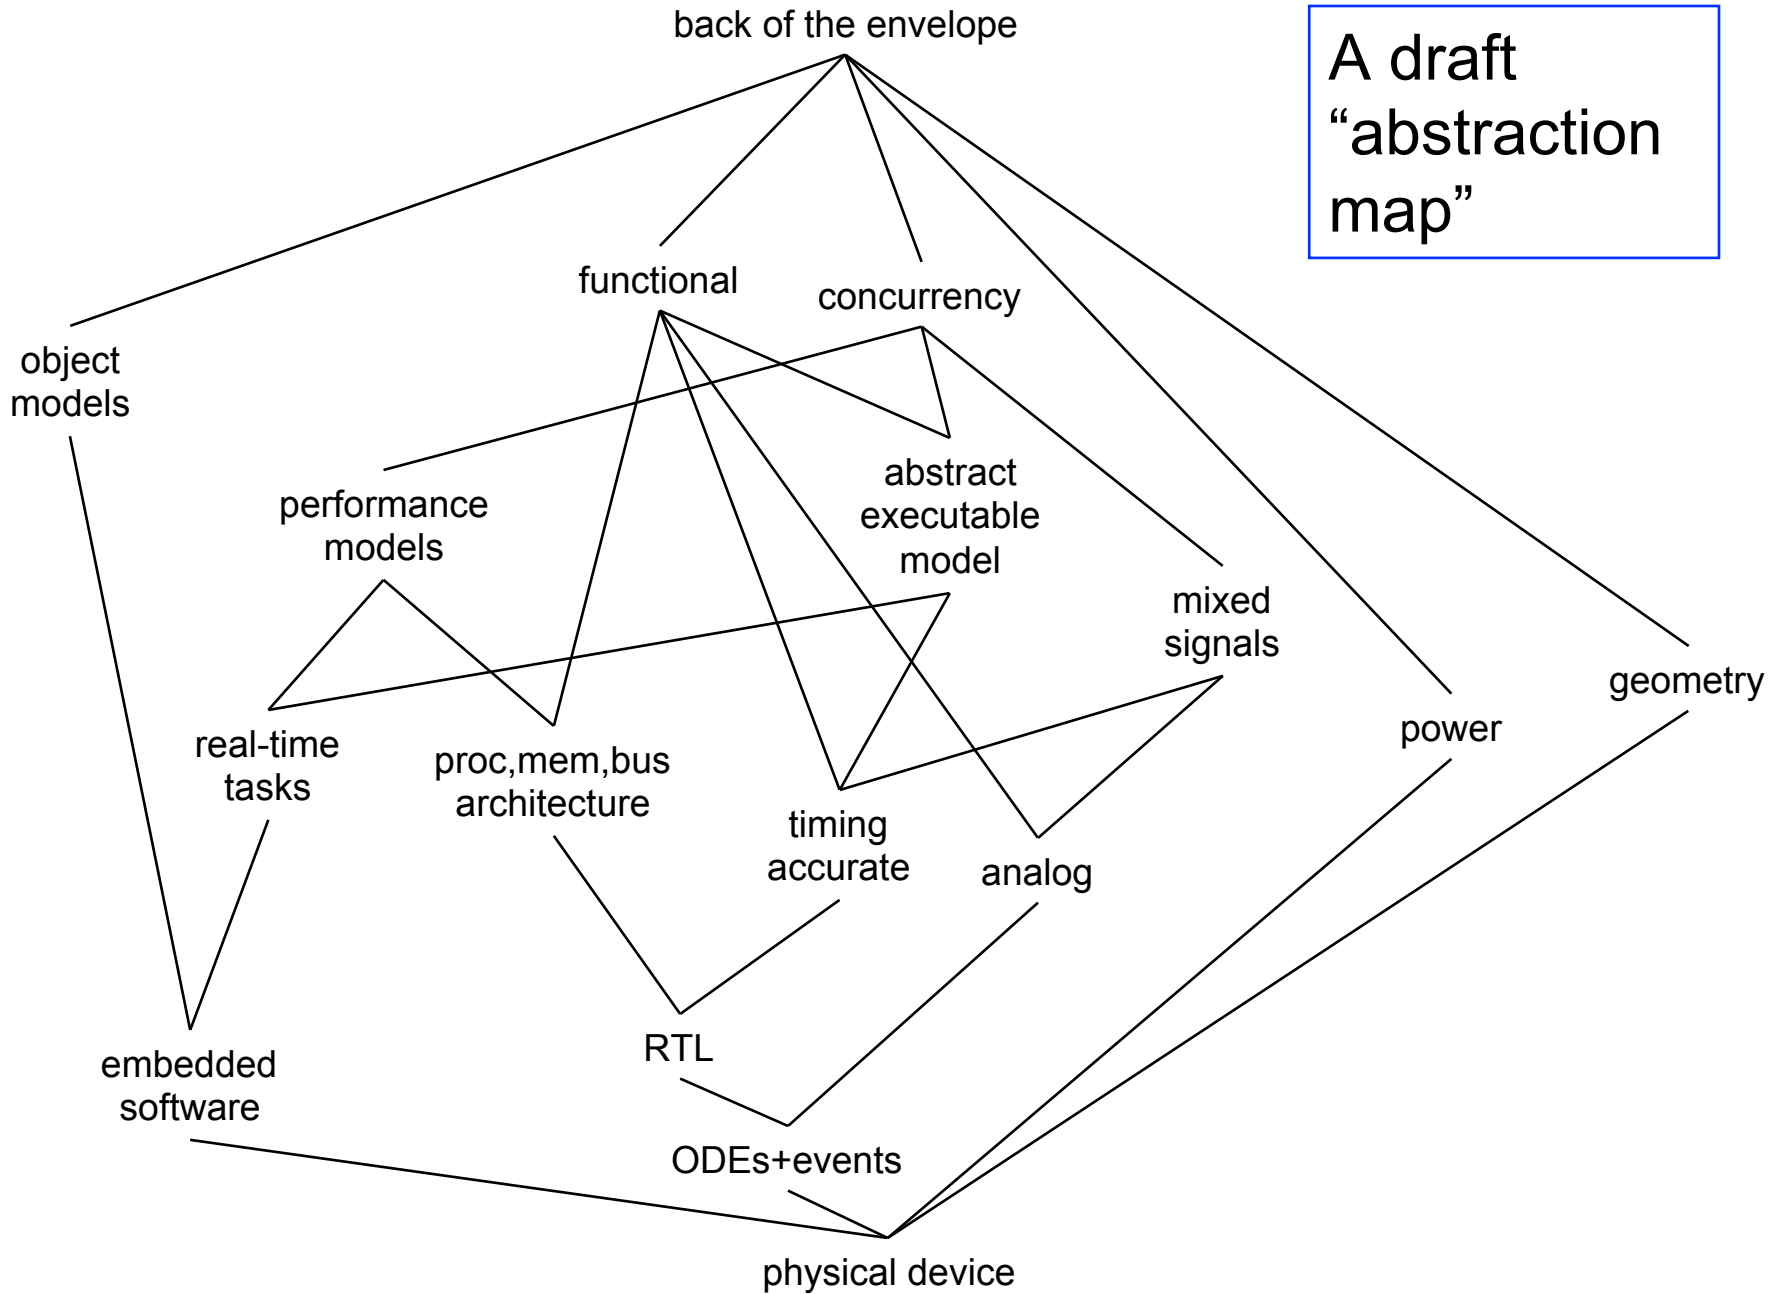 back of the envelope
A draft
“abstraction
map”
functional
concurrency
object
models
performance
models
abstract
executable
model
mixed
signals
geometry
power
real-time
tasks
proc,mem,bus
architecture
timing
accurate
analog
RTL
embedded
software
ODEs+events
physical device